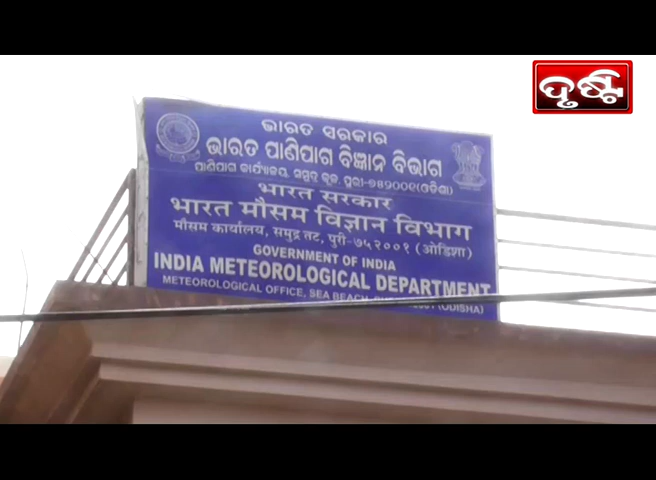 ଦୃଷ୍ଟି
ଭାରତ ସରକାର
ଭାରତ ପାଣିପାଗ ବିଜ୍ଞାନ ବିଭାଗ
ପାଣିପାଗ କାର୍ଯ୍ୟାଳୟ, ସମୁଦ୍ର କୂଳ, ପୁରୀ-୭୫୨୦୦୧(ଓଡିଶା)
भारत सरकार
भारत मौसम विज्ञान विभाग
मौसम कार्यालय, समुद्र तट, पुरी-७५२००१ (ओडिशा)
GOVERNMENT OF INDIA
INDIA METEOROLOGICAL DEPARTMENT
METEOROLOGICAL OFFICE, SEA BEACH, (ODISHA)